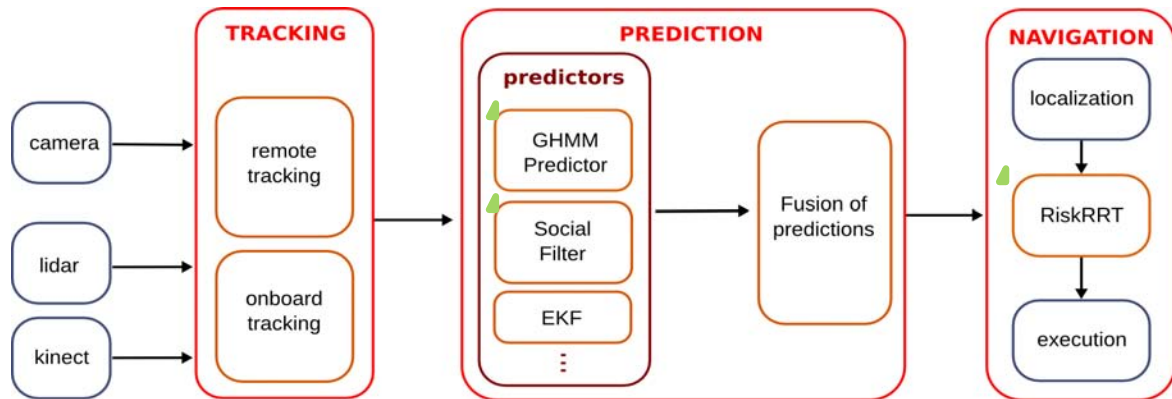 TRACKING
PREDICTION
NAVIGATION
camera
lidar
kinect
remote
tracking
onboard
tracking
predictors
GHMM
Predictor
Social
Filter
EKF
Fusion of
predictions
localization
RiskRRT
execution